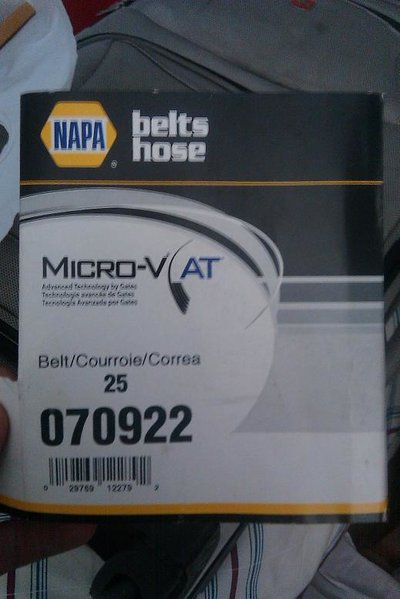 NAPA
®
belts
hose
MICRO-V AT
Advanced Technology by Gates
Technologie avancée de Gates
Tecnología Avanzada por Gates
Belt/Courroie/Correa
25
070922
0 29769 12279 2